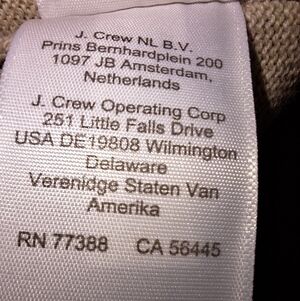 J. Crew NL B.V.
Prins Bernhardplein 200
1097 JB Amsterdam,
Netherlands
J. Crew Operating Corp
251 Little Falls Drive
USA DE19808 Wilmington
Delaware
Verenidge Staten Van
Amerika
RN 77388 CA 56445